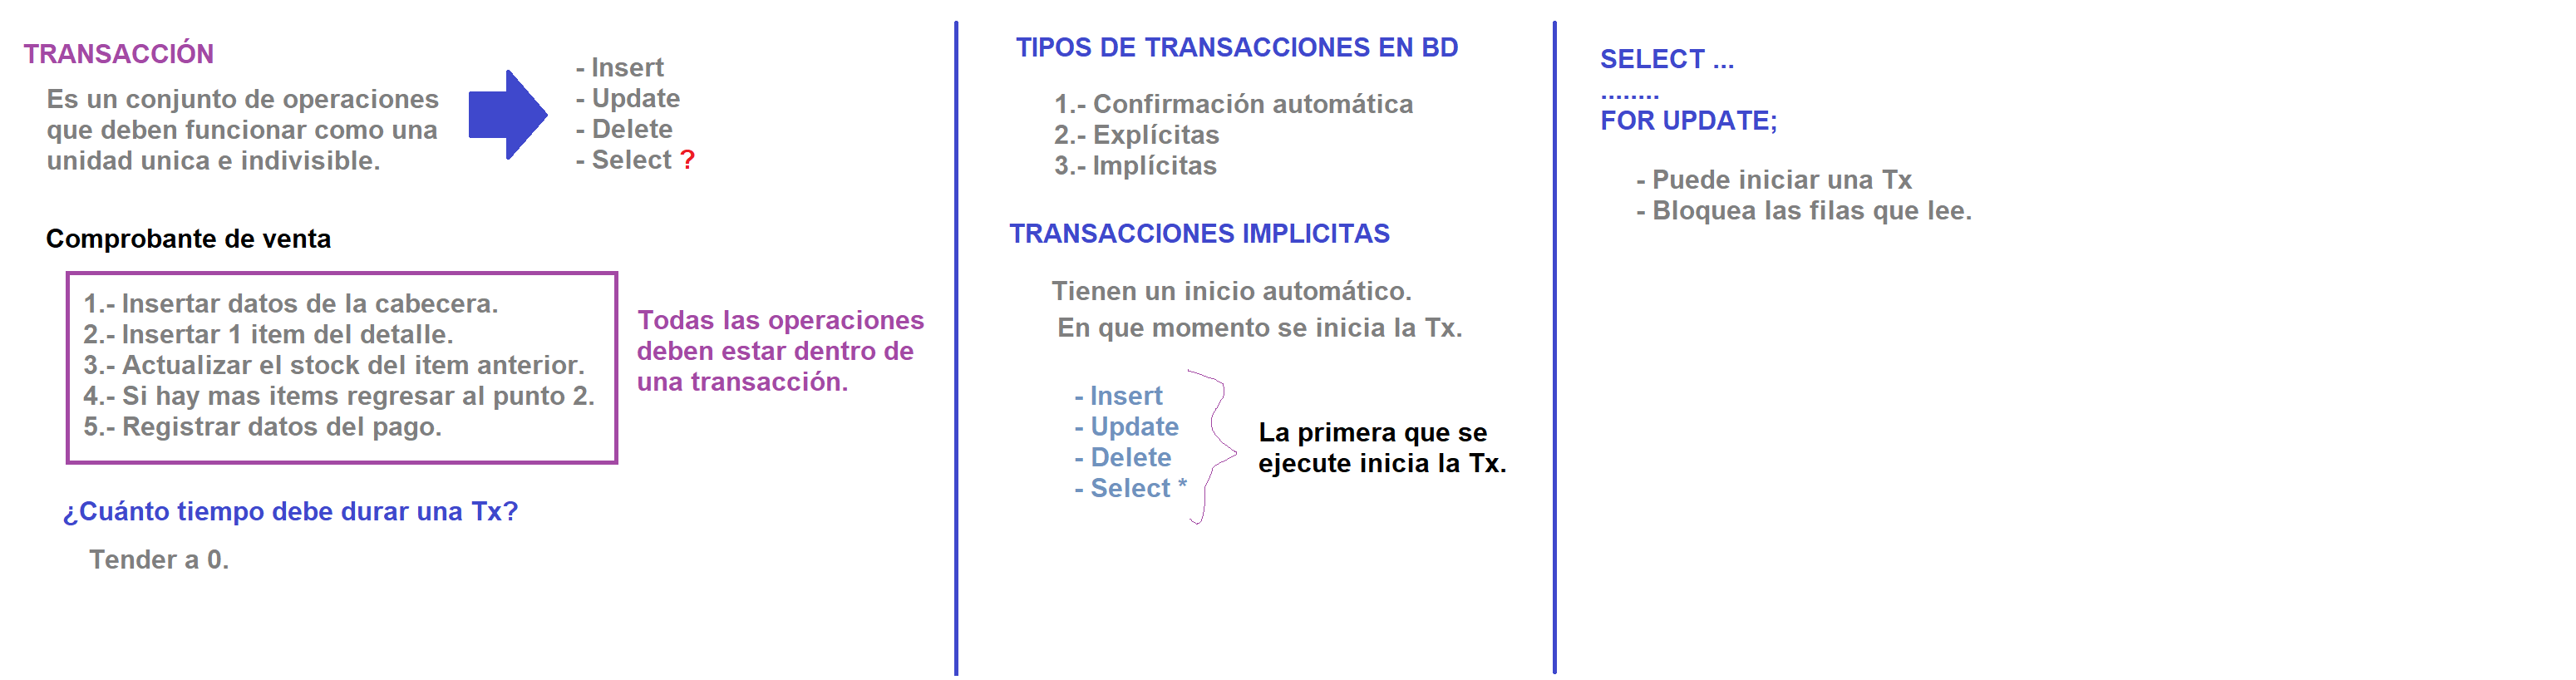 TRANSACCIÓN
Es un conjunto de operaciones
que deben funcionar como una
unidad unica e indivisible.
- Insert
- Update
- Delete
- Select ?
Comprobante de venta
1.- Insertar datos de la cabecera.
2.- Insertar 1 item del detalle.
3.- Actualizar el stock del item anterior.
4.- Si hay mas items regresar al punto 2.
5.- Registrar datos del pago.
Todas las operaciones
deben estar dentro de
una transacción.
¿Cuánto tiempo debe durar una Tx?
Tender a 0.
TIPOS DE TRANSACCIONES EN BD
1.- Confirmación automática
2.- Explícitas
3.- Implícitas
TRANSACCIONES IMPLICITAS
Tienen un inicio automático.
En que momento se inicia la Tx.
- Insert
- Update
- Delete
- Select *
La primera que se
ejecute inicia la Tx.
SELECT ...
........
FOR UPDATE;
- Puede iniciar una Tx
- Bloquea las filas que lee.